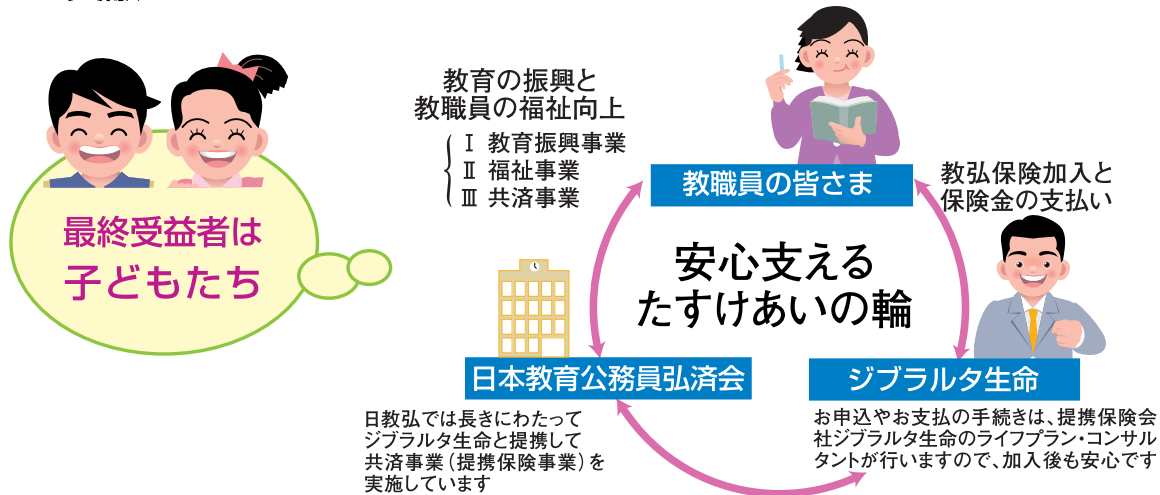 最終受益者は
子どもたち
教育の振興と
教職員の福祉向上
Ⅰ 教育振興事業
Ⅱ 福祉事業
Ⅲ 共済事業
教職員の皆さま
教弘保険加入と
保険金の支払い
安心支える
たすけあいの輪
日本教育公務員弘済会
日教弘では長きにわたって
ジブラルタ生命と提携して
共済事業（提携保険事業）を
実施しています
ジブラルタ生命
お申込やお支払の手続きは、提携保険会
社ジブラルタ生命のライフプラン・コンサル
タントが行いますので、加入後も安心です